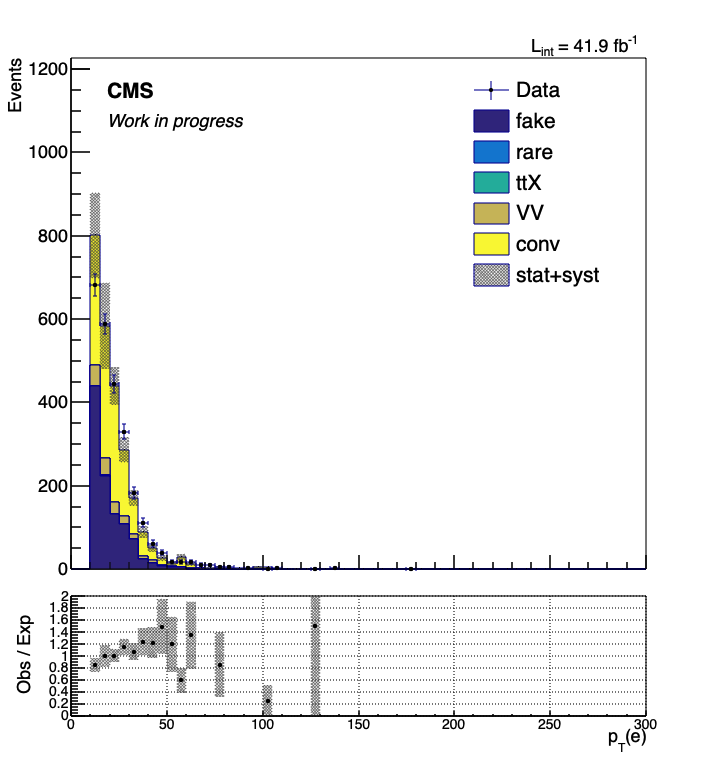 L_int = 41.9 fb^-1
Events
1200
1000
800
600
400
200
0
CMS
Work in progress
Data
fake
rare
ttX
VV
conv
stat+syst
Obs / Exp
2
1.8
1.6
1.4
1.2
1
0.8
0.6
0.4
0.2
0
0 50 100 150 200 250 300
p_T(e)